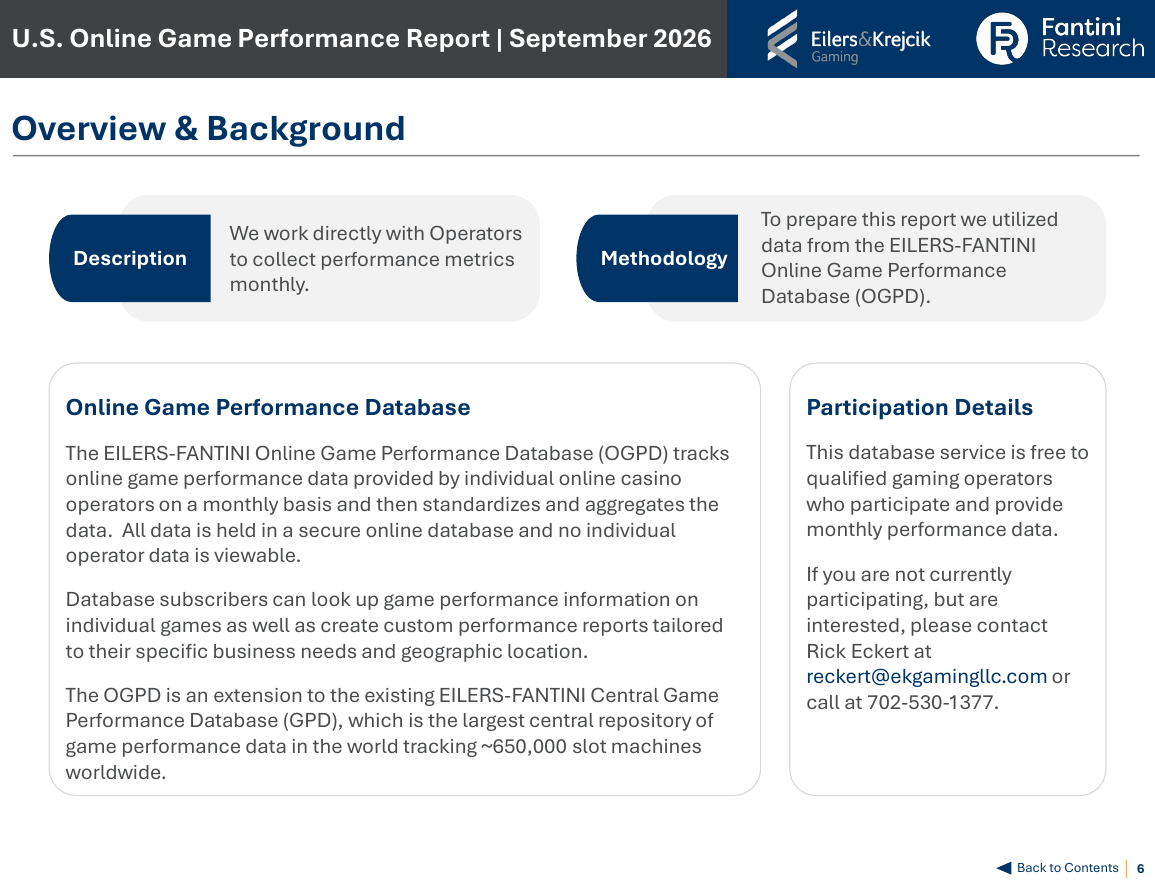 U.S. Online Game Performance Report | September 2026
Eilers&Krejcik
Gaming
Fantini
Research
Overview & Background
Description
We work directly with Operators
to collect performance metrics
monthly.
Methodology
To prepare this report we utilized
data from the EILERS-FANTINI
Online Game Performance
Database (OGPD).
Online Game Performance Database
The EILERS-FANTINI Online Game Performance Database (OGPD) tracks
online game performance data provided by individual online casino
operators on a monthly basis and then standardizes and aggregates the
data.  All data is held in a secure online database and no individual
operator data is viewable.
Database subscribers can look up game performance information on
individual games as well as create custom performance reports tailored
to their specific business needs and geographic location.
The OGPD is an extension to the existing EILERS-FANTINI Central Game
Performance Database (GPD), which is the largest central repository of
game performance data in the world tracking ~650,000 slot machines
worldwide.
Participation Details
This database service is free to
qualified gaming operators
who participate and provide
monthly performance data.
If you are not currently
participating, but are
interested, please contact
Rick Eckert at
reckert@ekgamingllc.com or
call at 702-530-1377.
Back to Contents
6